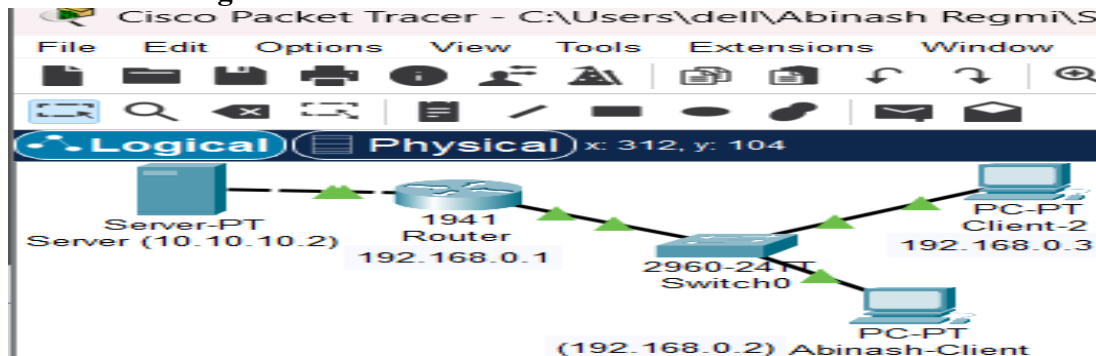 Cisco Packet Tracer - C:\Users\dell\Abinash Regmi\S
File Edit Options View Tools Extensions Window
Logical Physical x: 312, y: 104
Server-PT
Server (10.10.10.2)
1941
Router
192.168.0.1
2960-24TT
Switch0
PC-PT
Client-2
192.168.0.3
PC-PT
(192.168.0.2) Abinash-Client